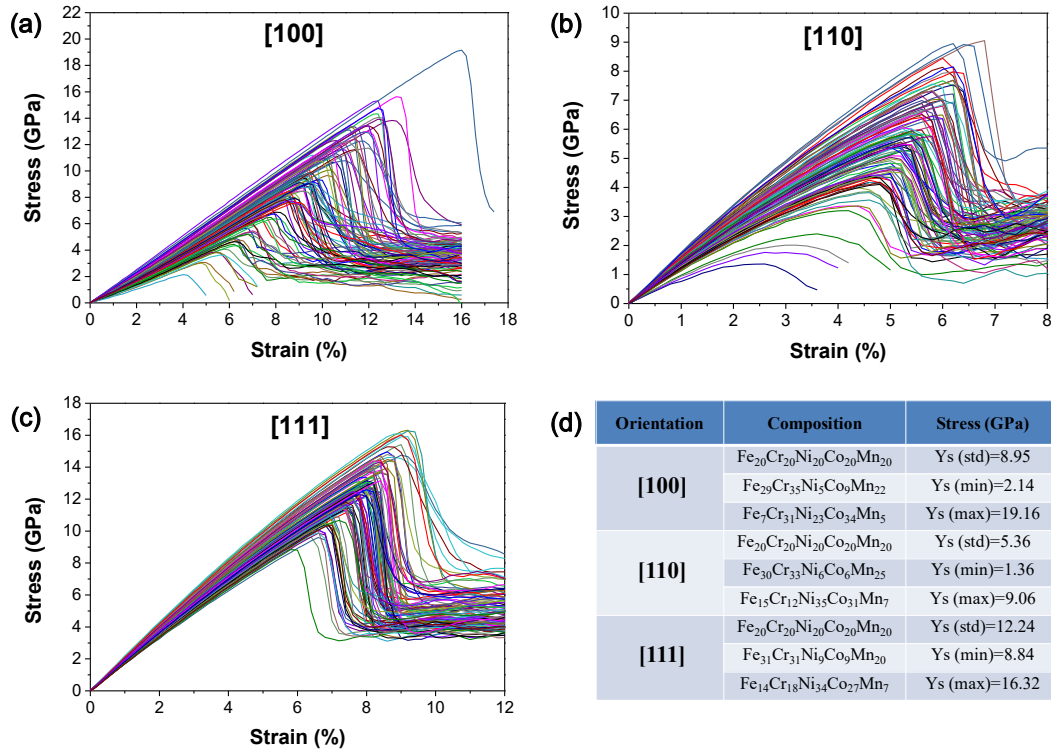 (a)
[100]
22
20
18
16
14
12
10
8
6
4
2
0
Stress (GPa)
0 2 4 6 8 10 12 14 16 18
Strain (%)
(b)
[110]
10
9
8
7
6
5
4
3
2
1
0
Stress (GPa)
0 1 2 3 4 5 6 7 8
Strain (%)
(c)
[111]
18
16
14
12
10
8
6
4
2
0
Stress (GPa)
0 2 4 6 8 10 12
Strain (%)
(d)
Orientation Composition Stress (GPa)
[100]
Fe₂₀Cr₂₀Ni₂₀Co₂₀Mn₂₀ Ys (std)=8.95
Fe₂₉Cr₃₅Ni₅Co₉Mn₂₂ Ys (min)=2.14
Fe₇Cr₃₁Ni₂₃Co₃₄Mn₅ Ys (max)=19.16
[110]
Fe₂₀Cr₂₀Ni₂₀Co₂₀Mn₂₀ Ys (std)=5.36
Fe₃₀Cr₃₃Ni₆Co₆Mn₂₅ Ys (min)=1.36
Fe₁₅Cr₁₂Ni₃₅Co₃₁Mn₇ Ys (max)=9.06
[111]
Fe₂₀Cr₂₀Ni₂₀Co₂₀Mn₂₀ Ys (std)=12.24
Fe₃₁Cr₃₁Ni₉Co₉Mn₂₀ Ys (min)=8.84
Fe₁₄Cr₁₈Ni₃₄Co₂₇Mn₇ Ys (max)=16.32